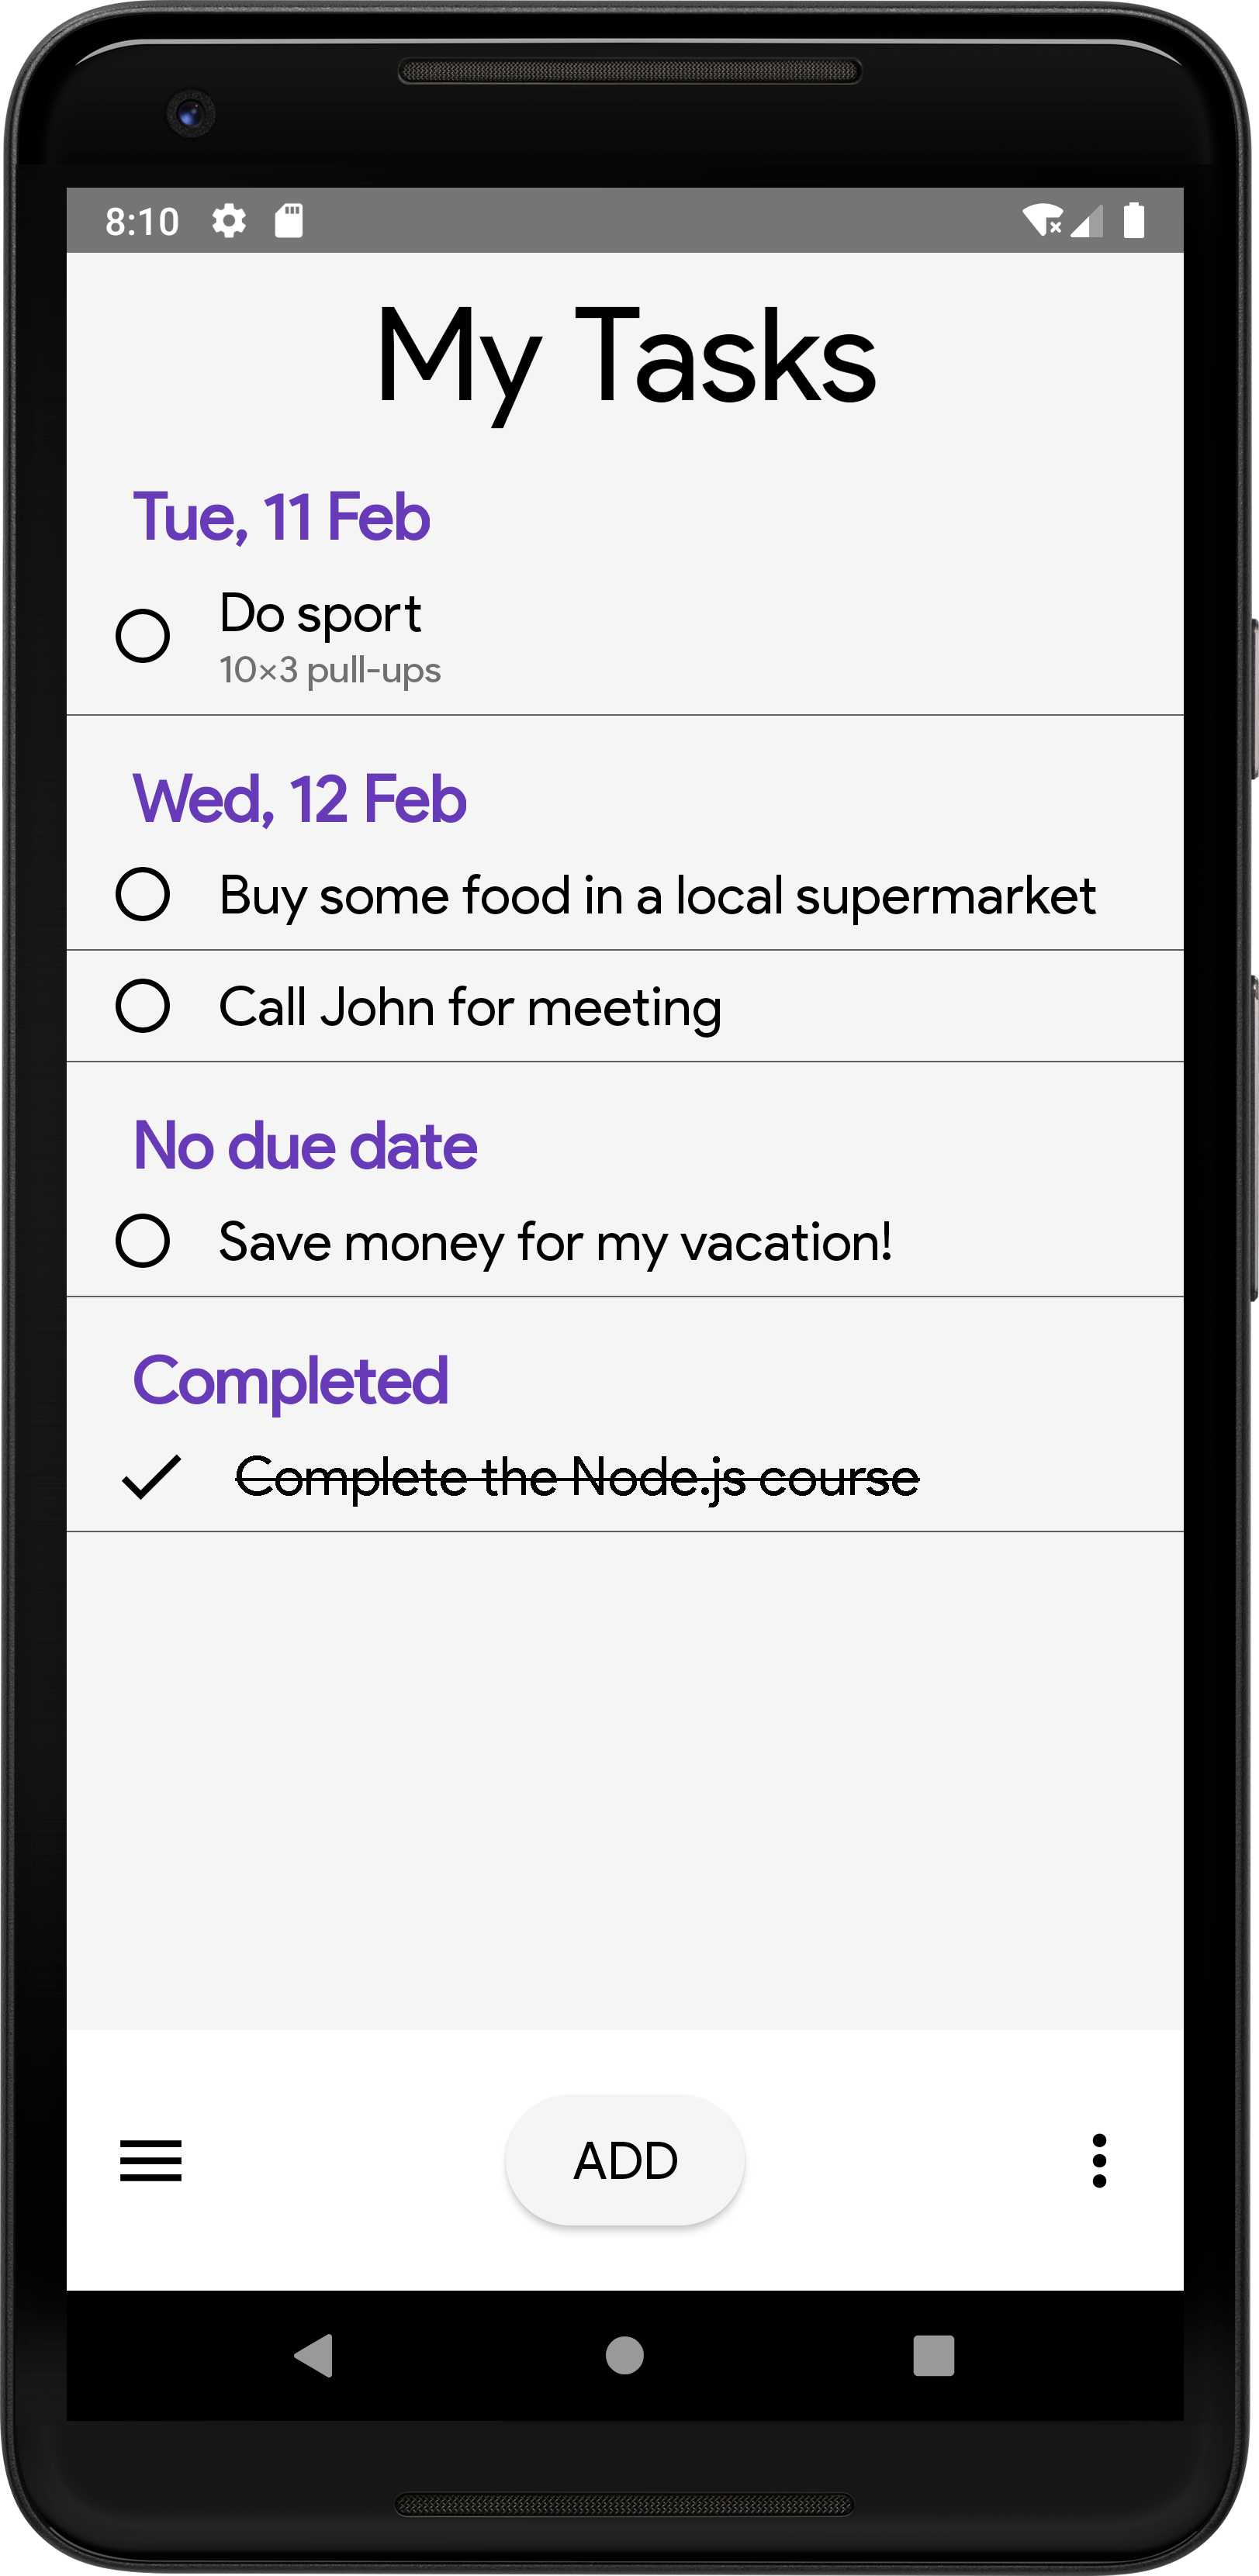 8:10
My Tasks
Tue, 11 Feb
Do sport
10×3 pull-ups
Wed, 12 Feb
Buy some food in a local supermarket
Call John for meeting
No due date
Save money for my vacation!
Completed
Complete the Node.js course
ADD